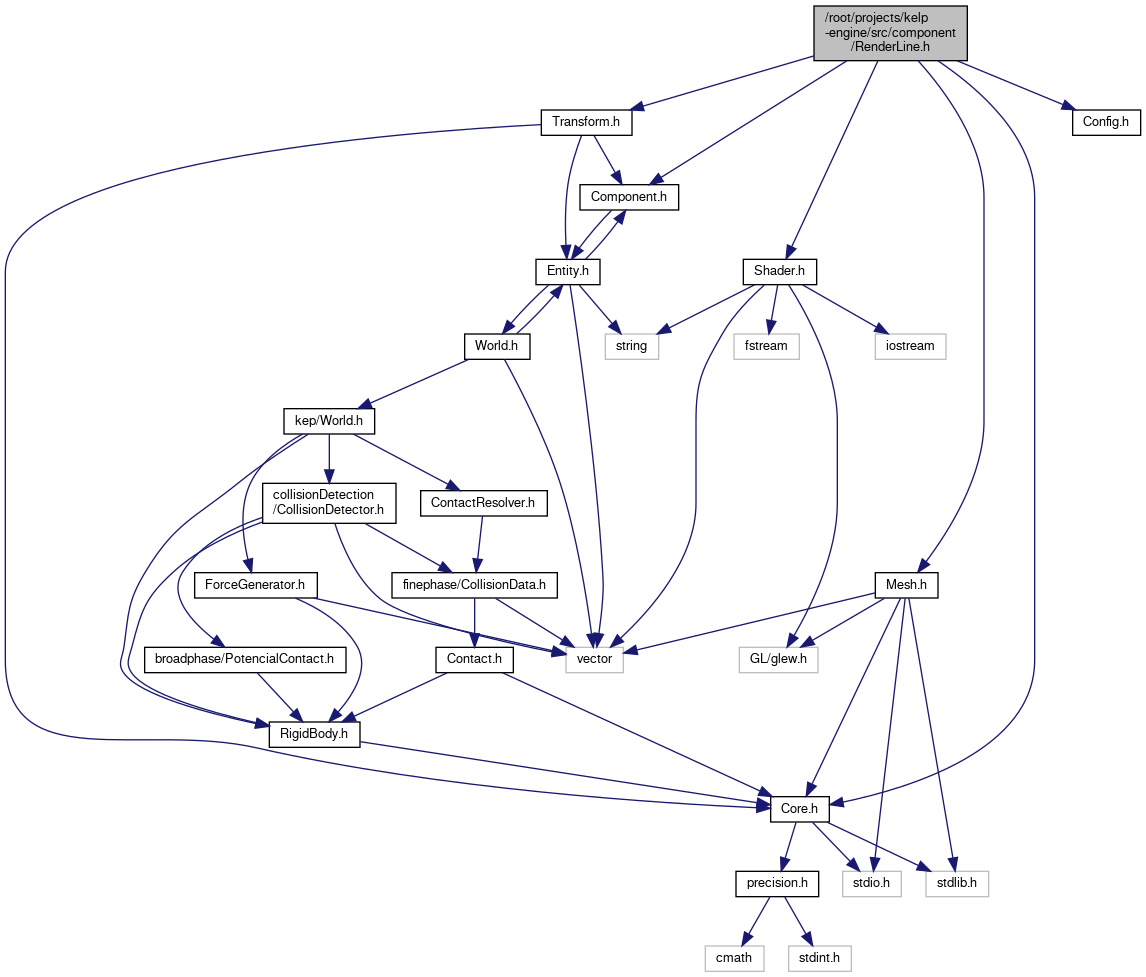 /root/projects/kelp
-engine/src/component
/RenderLine.h
Transform.h
Config.h
Component.h
Entity.h
Shader.h
World.h
string
fstream
iostream
kep/World.h
collisionDetection
/CollisionDetector.h
ContactResolver.h
ForceGenerator.h
finephase/CollisionData.h
Mesh.h
broadphase/PotencialContact.h
Contact.h
vector
GL/glew.h
RigidBody.h
Core.h
precision.h
stdio.h
stdlib.h
cmath
stdint.h